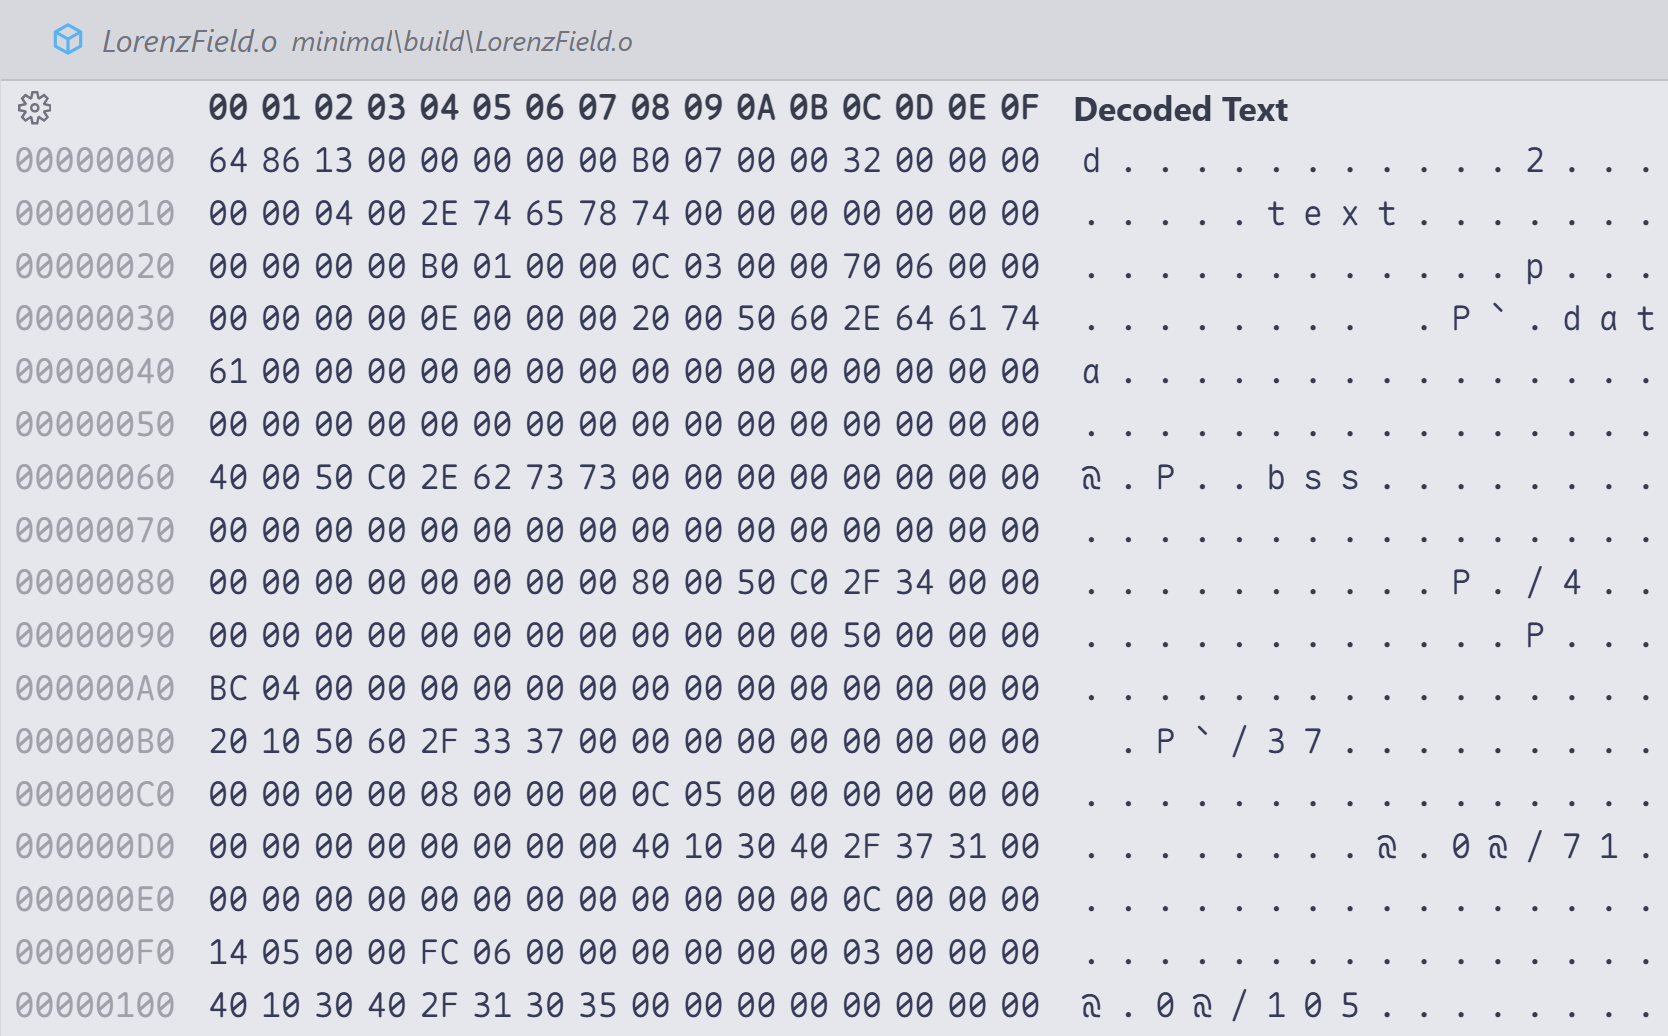 LorenzField.o minimal\build\LorenzField.o
00 01 02 03 04 05 06 07 08 09 0A 0B 0C 0D 0E 0F Decoded Text
00000000 64 86 13 00 00 00 00 00 B0 07 00 00 32 00 00 00 d . . . . . . . . . . . 2 . . .
00000010 00 00 04 00 2E 74 65 78 74 00 00 00 00 00 00 00 . . . . . t e x t . . . . . . .
00000020 00 00 00 00 B0 01 00 00 0C 03 00 00 70 06 00 00 . . . . . . . . . . . . p . . .
00000030 00 00 00 00 0E 00 00 00 20 00 50 60 2E 64 61 74 . . . . . . . .   . P ` . d a t
00000040 61 00 00 00 00 00 00 00 00 00 00 00 00 00 00 00 a . . . . . . . . . . . . . . .
00000050 00 00 00 00 00 00 00 00 00 00 00 00 00 00 00 00 . . . . . . . . . . . . . . . .
00000060 40 00 50 C0 2E 62 73 73 00 00 00 00 00 00 00 00 @ . P . . b s s . . . . . . . .
00000070 00 00 00 00 00 00 00 00 00 00 00 00 00 00 00 00 . . . . . . . . . . . . . . . .
00000080 00 00 00 00 00 00 00 00 80 00 50 C0 2F 34 00 00 . . . . . . . . . . P . / 4 . .
00000090 00 00 00 00 00 00 00 00 00 00 00 00 50 00 00 00 . . . . . . . . . . . . P . . .
000000A0 BC 04 00 00 00 00 00 00 00 00 00 00 00 00 00 00 . . . . . . . . . . . . . . . .
000000B0 20 10 50 60 2F 33 37 00 00 00 00 00 00 00 00 00   . P ` / 3 7 . . . . . . . . .
000000C0 00 00 00 00 08 00 00 00 0C 05 00 00 00 00 00 00 . . . . . . . . . . . . . . . .
000000D0 00 00 00 00 00 00 00 00 40 10 30 40 2F 37 31 00 . . . . . . . . @ . 0 @ / 7 1 .
000000E0 00 00 00 00 00 00 00 00 00 00 00 00 0C 00 00 00 . . . . . . . . . . . . . . . .
000000F0 14 05 00 00 FC 06 00 00 00 00 00 00 03 00 00 00 . . . . . . . . . . . . . . . .
00000100 40 10 30 40 2F 31 30 35 00 00 00 00 00 00 00 00 @ . 0 @ / 1 0 5 . . . . . . . .